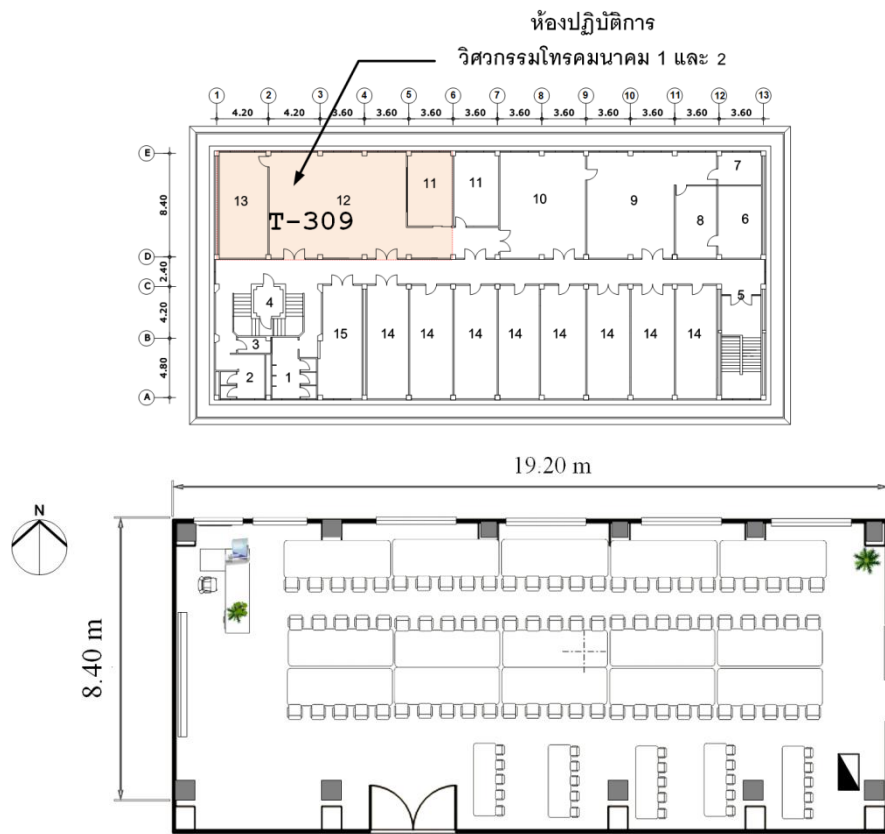 ห้องปฏิบัติการ
วิศวกรรมโทรคมนาคม 1 และ 2
1 2 3 4 5 6 7 8 9 10 11 12 13
4.20 4.20 3.60 3.60 3.60 3.60 3.60 3.60 3.60 3.60 3.60 3.60
E
8.40
D
2.40
C
4.20
B
4.80
A
13 12 11 11 10 9 8 7 6
T-309
4 5
15 14 14 14 14 14 14 14 14
3
2 1
19.20 m
N
8.40 m